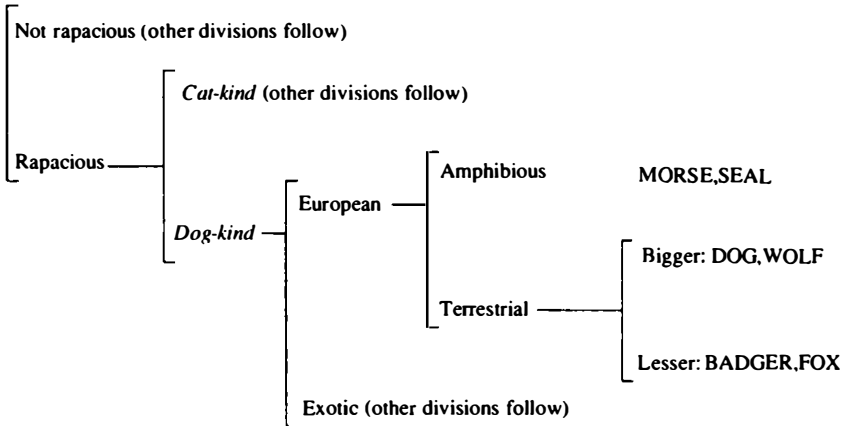 Not rapacious (other divisions follow)
Cat-kind (other divisions follow)
Rapacious
Amphibious MORSE,SEAL
European
Dog-kind
Bigger: DOG,WOLF
Terrestrial
Lesser: BADGER,FOX
Exotic (other divisions follow)